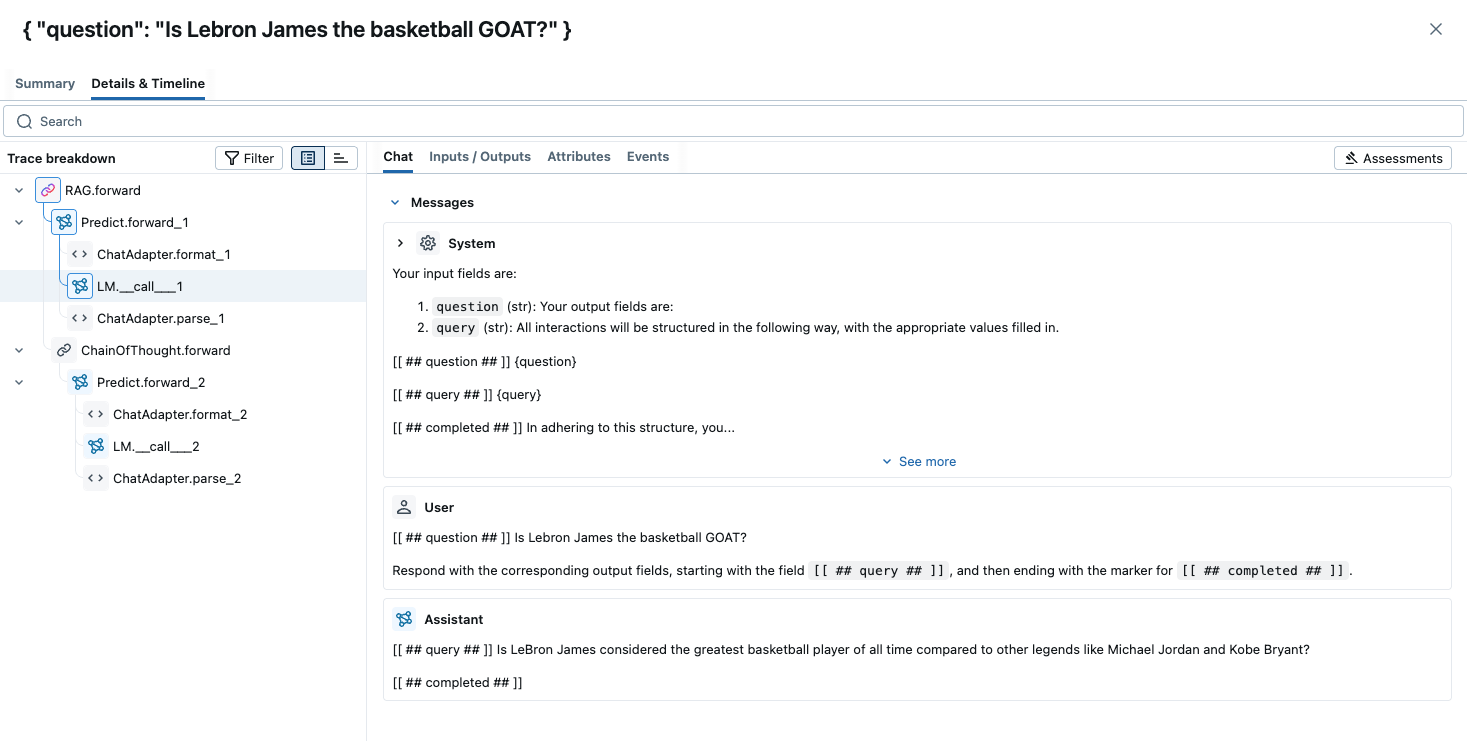 { "question": "Is Lebron James the basketball GOAT?" }
Summary
Details & Timeline
Search
Trace breakdown
Filter
RAG.forward
Predict.forward_1
ChatAdapter.format_1
LM.__call___1
ChatAdapter.parse_1
ChainOfThought.forward
Predict.forward_2
ChatAdapter.format_2
LM.__call___2
ChatAdapter.parse_2
Chat
Inputs / Outputs
Attributes
Events
Assessments
Messages
System
Your input fields are:
1. question (str): Your output fields are:
2. query (str): All interactions will be structured in the following way, with the appropriate values filled in.
[[ ## question ## ]] {question}
[[ ## query ## ]] {query}
[[ ## completed ## ]] In adhering to this structure, you...
See more
User
[[ ## question ## ]] Is Lebron James the basketball GOAT?
Respond with the corresponding output fields, starting with the field [[ ## query ## ]], and then ending with the marker for [[ ## completed ## ]].
Assistant
[[ ## query ## ]] Is LeBron James considered the greatest basketball player of all time compared to other legends like Michael Jordan and Kobe Bryant?
[[ ## completed ## ]]